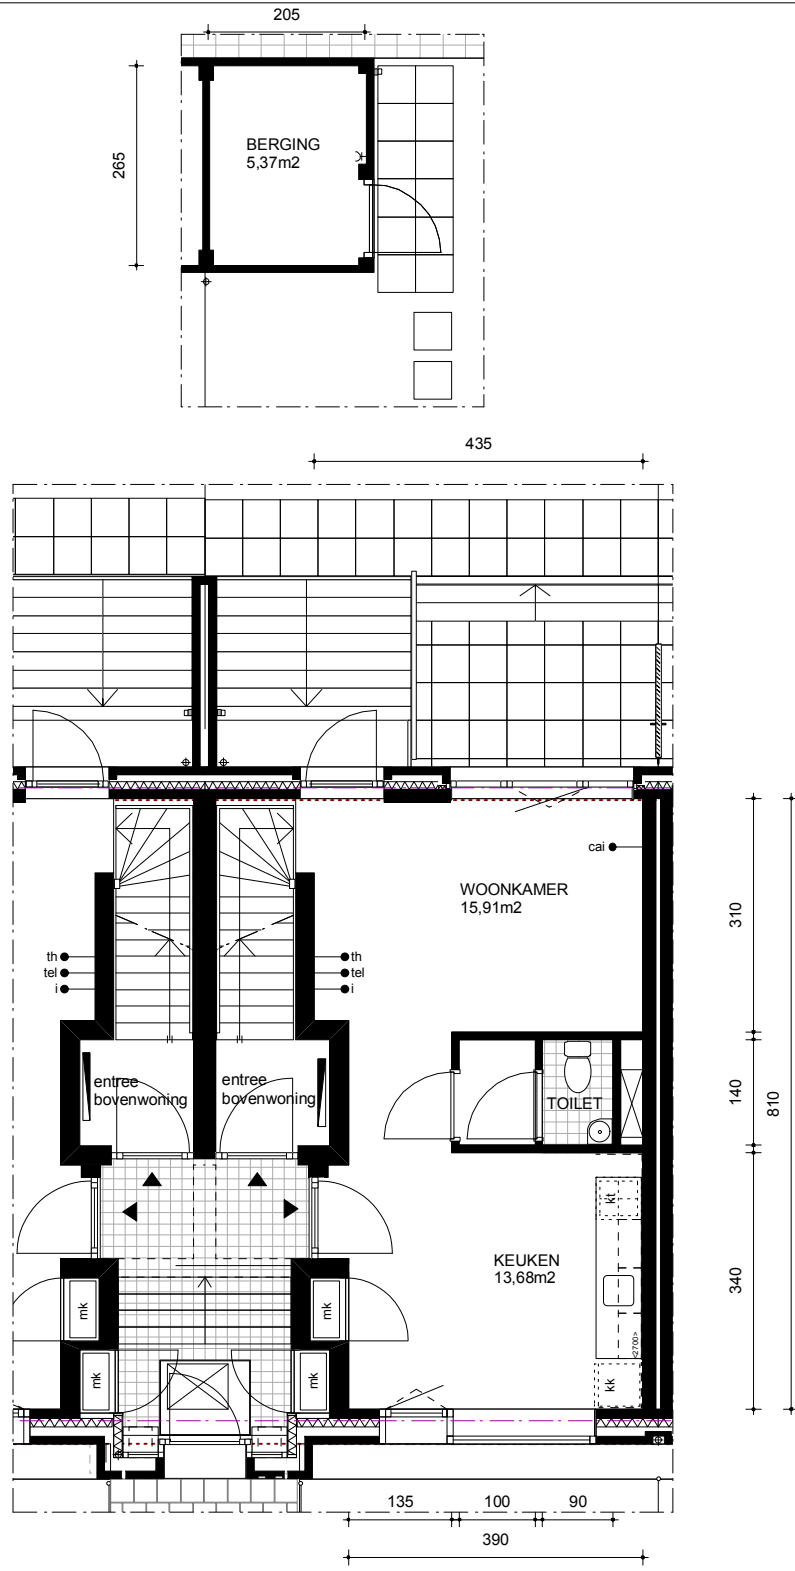 205
265
BERGING
5,37m2
435
cai
WOONKAMER
15,91m2
310
th
tel
i
th
tel
i
entree
bovenwoning
entree
bovenwoning
TOILET
140
810
kt
KEUKEN
13,68m2
340
mk
mk
<2700>
mk
mk
kk
135
100
90
390